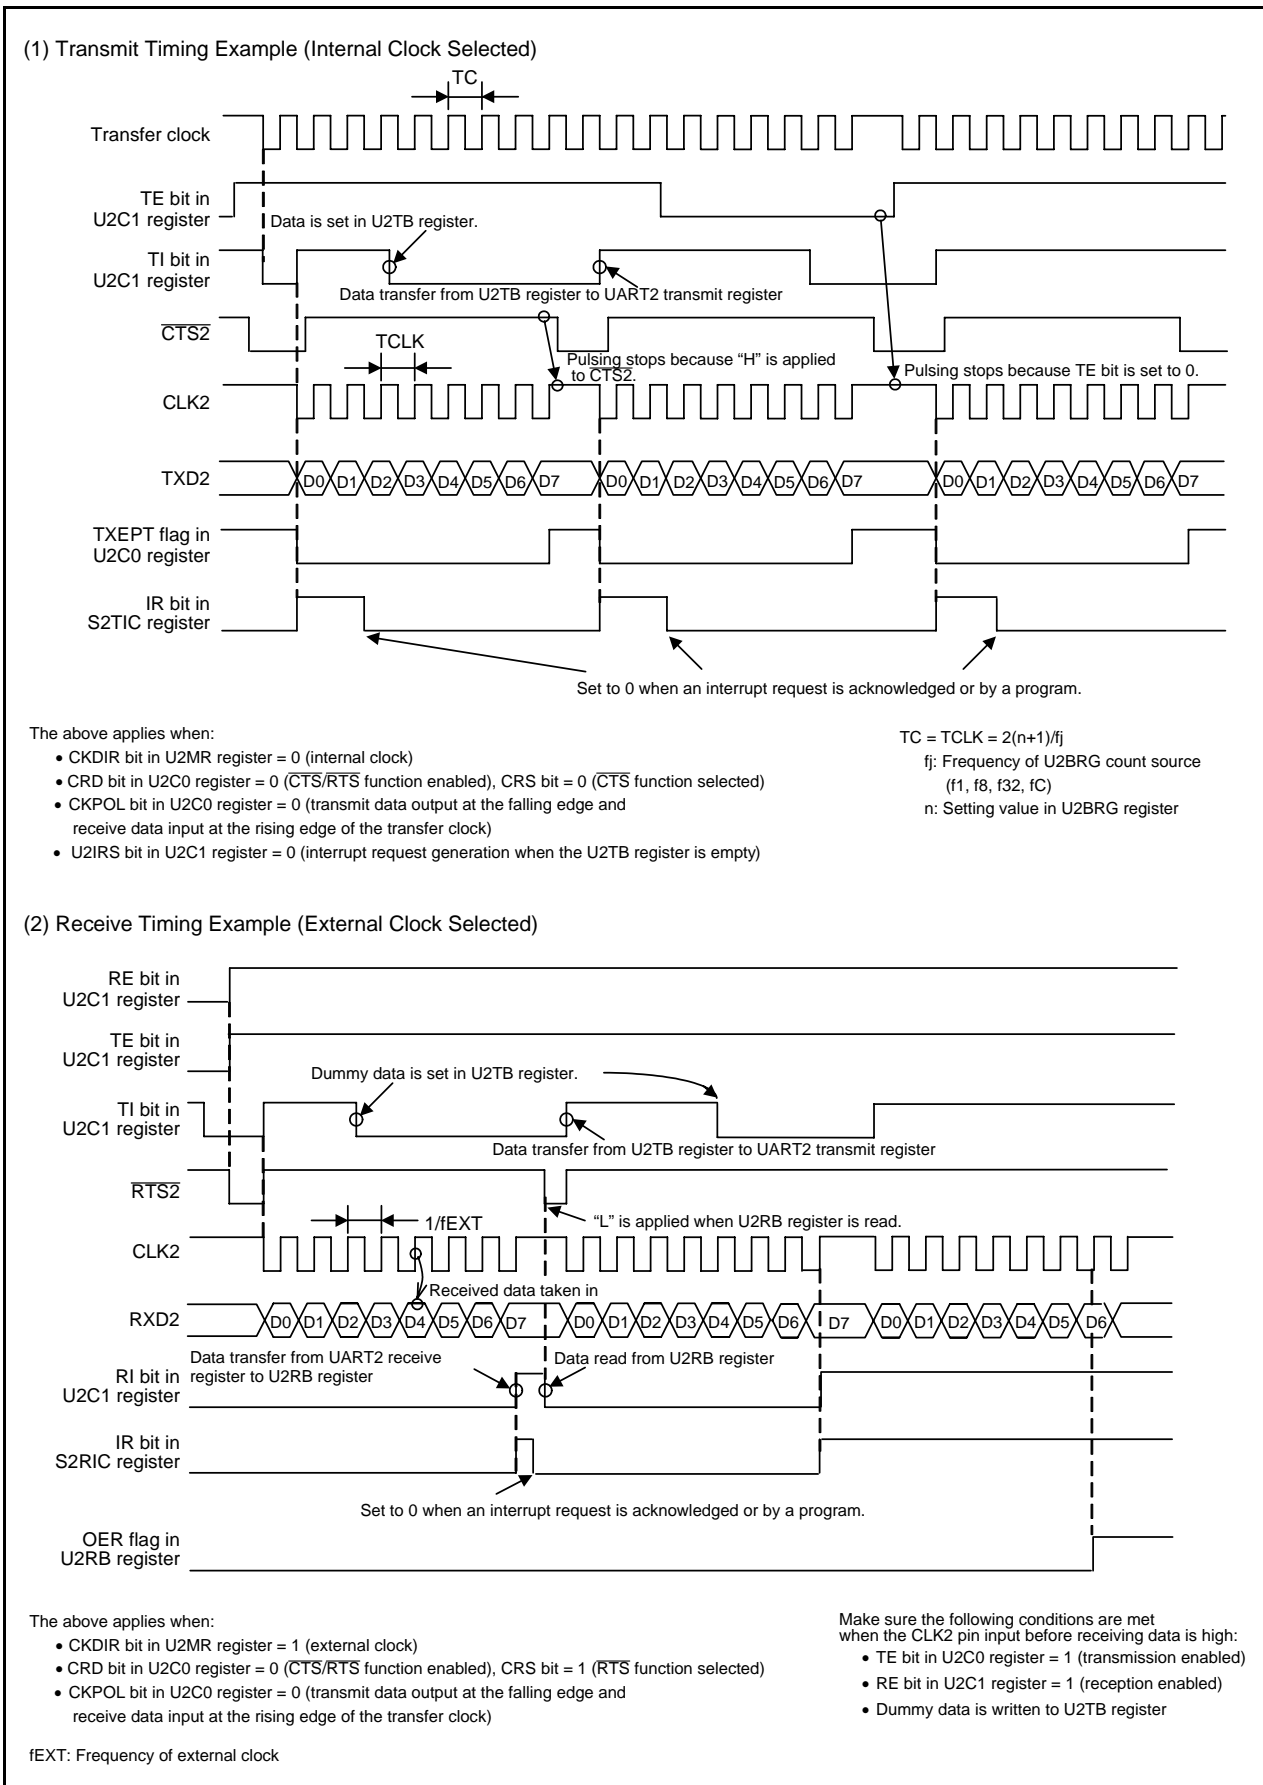 (1) Transmit Timing Example (Internal Clock Selected)
TC
Transfer clock
TE bit in
U2C1 register
Data is set in U2TB register.
TI bit in
U2C1 register
Data transfer from U2TB register to UART2 transmit register
CTS2
TCLK
Pulsing stops because “H” is applied
to CTS2.
Pulsing stops because TE bit is set to 0.
CLK2
TXD2
D0 D1 D2 D3 D4 D5 D6 D7 D0 D1 D2 D3 D4 D5 D6 D7 D0 D1 D2 D3 D4 D5 D6 D7
TXEPT flag in
U2C0 register
IR bit in
S2TIC register
Set to 0 when an interrupt request is acknowledged or by a program.
The above applies when:
• CKDIR bit in U2MR register = 0 (internal clock)
• CRD bit in U2C0 register = 0 (CTS/RTS function enabled), CRS bit = 0 (CTS function selected)
• CKPOL bit in U2C0 register = 0 (transmit data output at the falling edge and
receive data input at the rising edge of the transfer clock)
• U2IRS bit in U2C1 register = 0 (interrupt request generation when the U2TB register is empty)
TC = TCLK = 2(n+1)/fj
fj: Frequency of U2BRG count source
(f1, f8, f32, fC)
n: Setting value in U2BRG register
(2) Receive Timing Example (External Clock Selected)
RE bit in
U2C1 register
TE bit in
U2C1 register
Dummy data is set in U2TB register.
TI bit in
U2C1 register
Data transfer from U2TB register to UART2 transmit register
RTS2
“L” is applied when U2RB register is read.
1/fEXT
CLK2
Received data taken in
RXD2
D0 D1 D2 D3 D4 D5 D6 D7 D0 D1 D2 D3 D4 D5 D6 D7 D0 D1 D2 D3 D4 D5 D6
Data transfer from UART2 receive
register to U2RB register
Data read from U2RB register
RI bit in
U2C1 register
IR bit in
S2RIC register
Set to 0 when an interrupt request is acknowledged or by a program.
OER flag in
U2RB register
The above applies when:
• CKDIR bit in U2MR register = 1 (external clock)
• CRD bit in U2C0 register = 0 (CTS/RTS function enabled), CRS bit = 1 (RTS function selected)
• CKPOL bit in U2C0 register = 0 (transmit data output at the falling edge and
receive data input at the rising edge of the transfer clock)
Make sure the following conditions are met
when the CLK2 pin input before receiving data is high:
• TE bit in U2C0 register = 1 (transmission enabled)
• RE bit in U2C1 register = 1 (reception enabled)
• Dummy data is written to U2TB register
fEXT: Frequency of external clock